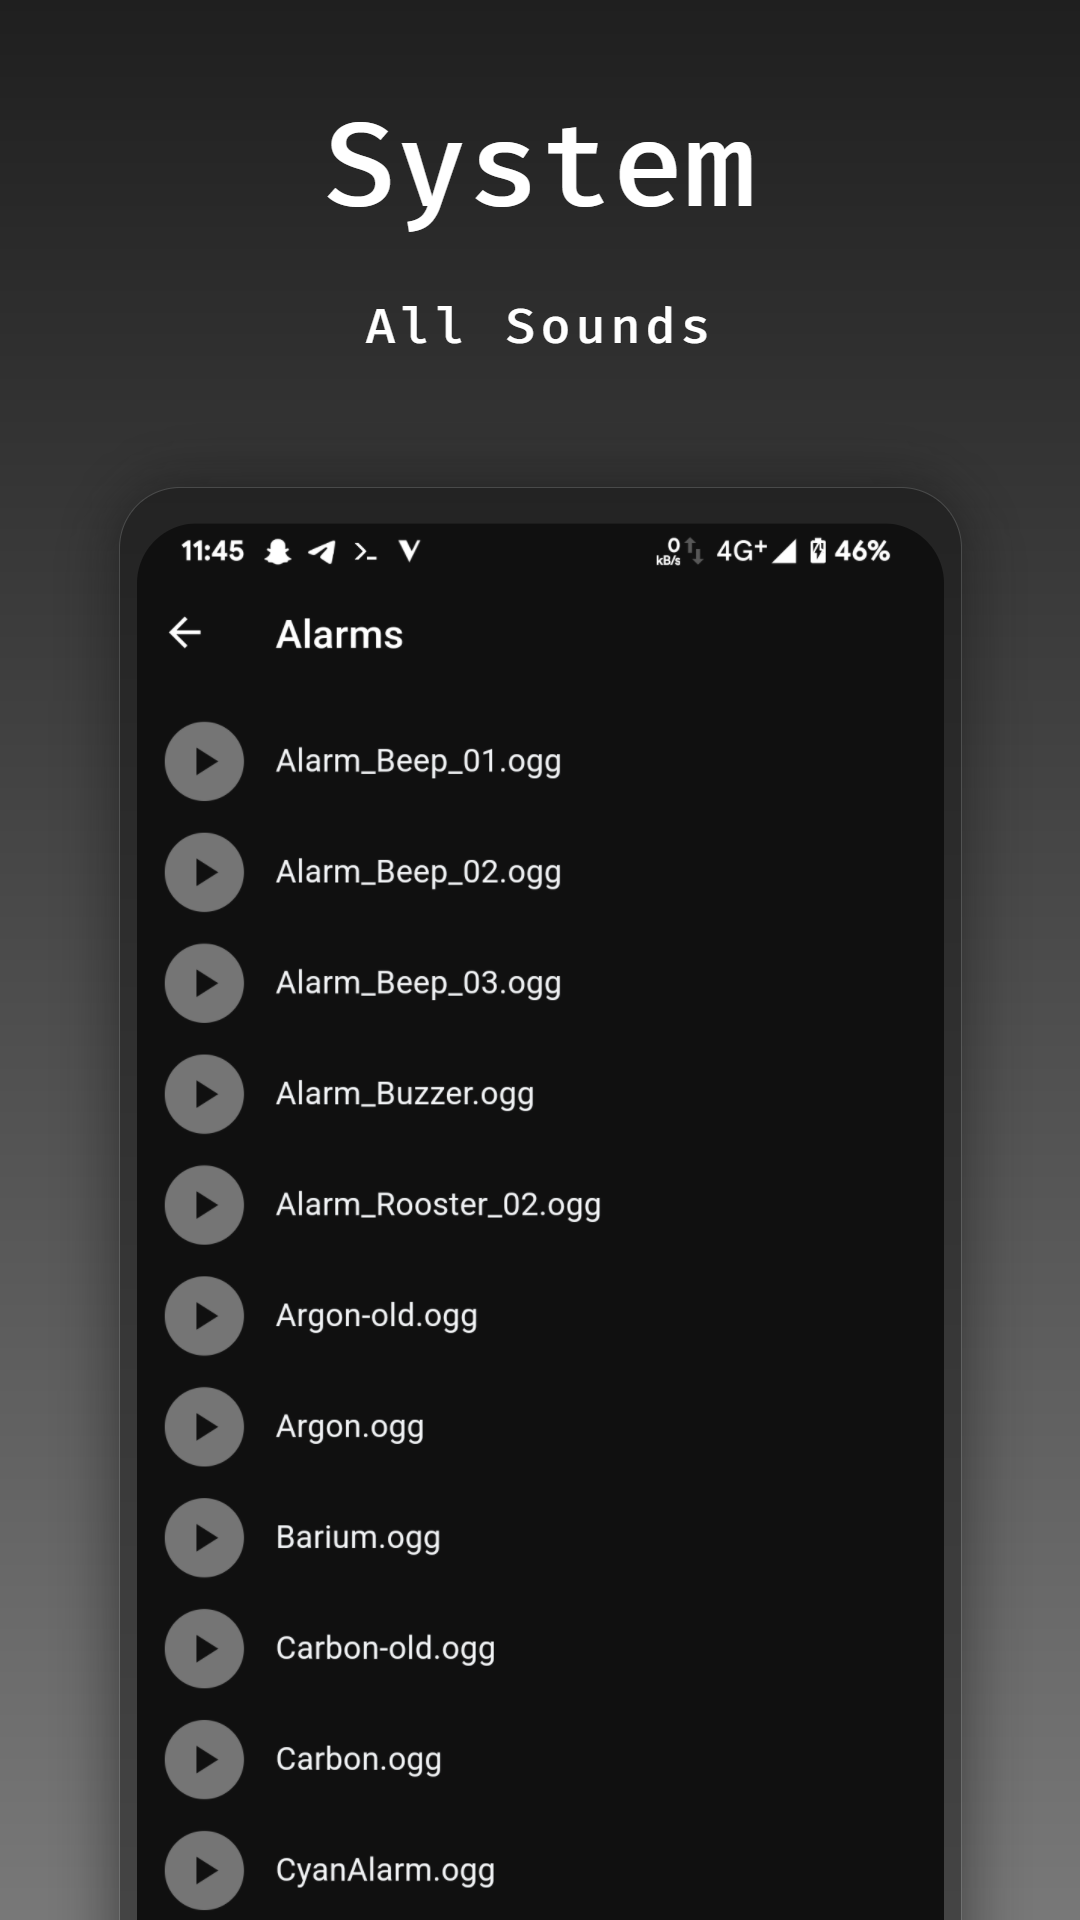 System
All Sounds
11:45 0 kB/s 4G+ 46%
Alarms
Alarm_Beep_01.ogg
Alarm_Beep_02.ogg
Alarm_Beep_03.ogg
Alarm_Buzzer.ogg
Alarm_Rooster_02.ogg
Argon-old.ogg
Argon.ogg
Barium.ogg
Carbon-old.ogg
Carbon.ogg
CyanAlarm.ogg